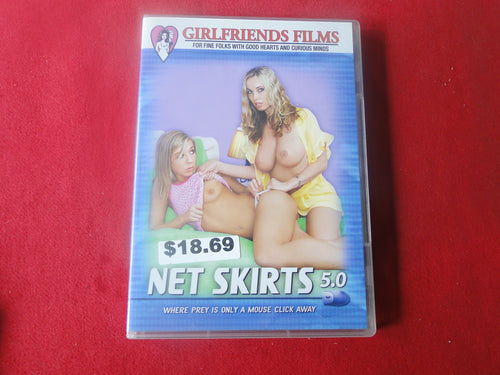 GIRLFRIENDS FILMS
FOR FINE FOLKS WITH GOOD HEARTS AND CURIOUS MINDS
$18.69
NET SKIRTS 5.0
WHERE PREY IS ONLY A MOUSE CLICK AWAY